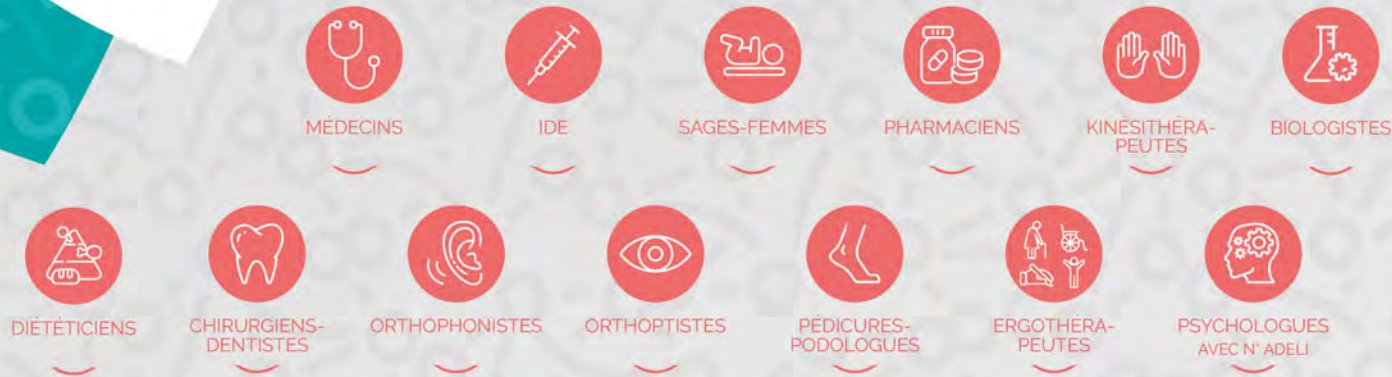 MÉDECINS
IDE
SAGES-FEMMES
PHARMACIENS
KINÉSITHÉRA-
PEUTES
BIOLOGISTES
DIÉTÉTICIENS
CHIRURGIENS-
DENTISTES
ORTHOPHONISTES
ORTHOPTISTES
PÉDICURES-
PODOLOGUES
ERGOTHÉRA-
PEUTES
PSYCHOLOGUES
AVEC N° ADELI